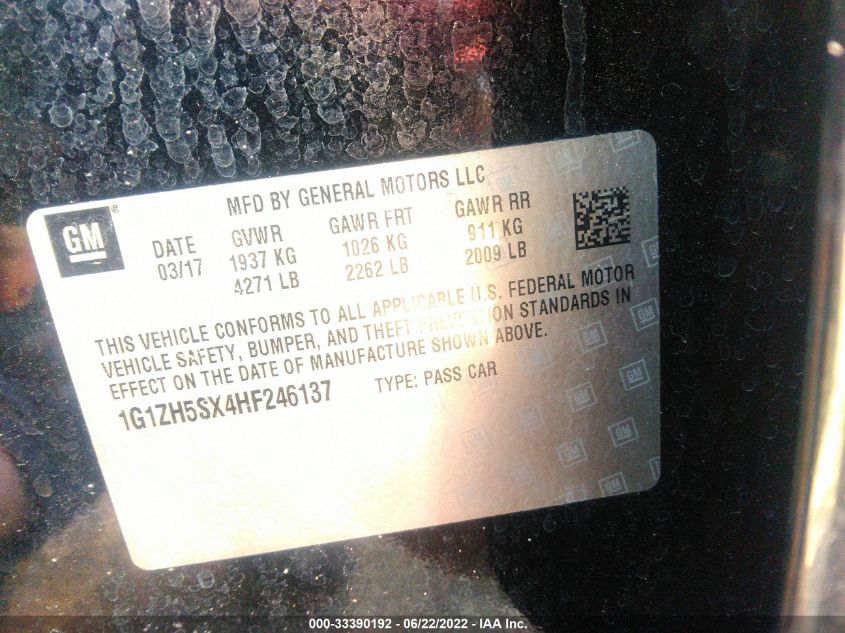 MFD BY GENERAL MOTORS LLC
GM®
DATE GVWR GAWR FRT GAWR RR
03/17 1937 KG 1026 KG 911 KG
4271 LB 2262 LB 2009 LB
THIS VEHICLE CONFORMS TO ALL APPLICABLE U.S. FEDERAL MOTOR
VEHICLE SAFETY, BUMPER, AND THEFT PREVENTION STANDARDS IN
EFFECT ON THE DATE OF MANUFACTURE SHOWN ABOVE.
1G1ZH5SX4HF246137 TYPE: PASS CAR
000-33390192 - 06/22/2022 - IAA Inc.